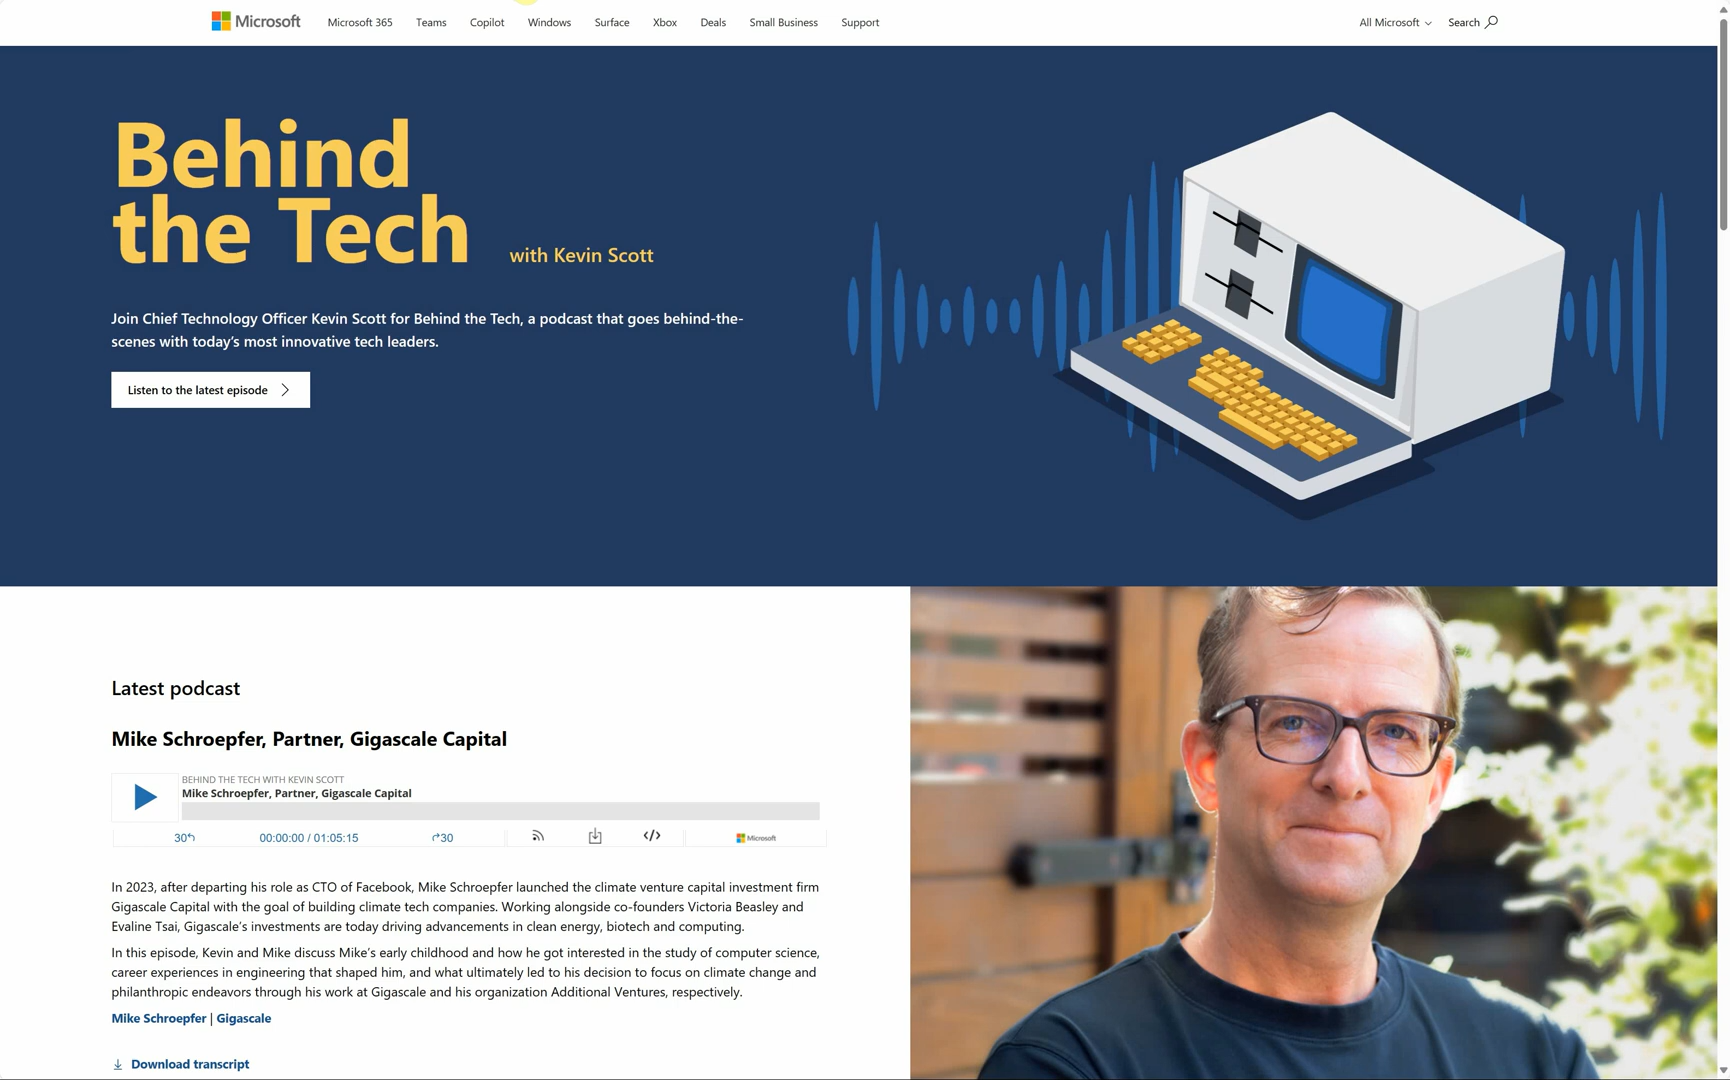 Microsoft
Microsoft 365 Teams Copilot Windows Surface Xbox Deals Small Business Support
All Microsoft Search
Behind
the Tech
with Kevin Scott
Join Chief Technology Officer Kevin Scott for Behind the Tech, a podcast that goes behind-the-
scenes with today’s most innovative tech leaders.
Listen to the latest episode
Latest podcast
Mike Schroepfer, Partner, Gigascale Capital
BEHIND THE TECH WITH KEVIN SCOTT
Mike Schroepfer, Partner, Gigascale Capital
30 00:00:00 / 01:05:15 30 </> Microsoft
In 2023, after departing his role as CTO of Facebook, Mike Schroepfer launched the climate venture capital investment firm
Gigascale Capital with the goal of building climate tech companies. Working alongside co-founders Victoria Beasley and
Evaline Tsai, Gigascale’s investments are today driving advancements in clean energy, biotech and computing.
In this episode, Kevin and Mike discuss Mike’s early childhood and how he got interested in the study of computer science,
career experiences in engineering that shaped him, and what ultimately led to his decision to focus on climate change and
philanthropic endeavors through his work at Gigascale and his organization Additional Ventures, respectively.
Mike Schroepfer | Gigascale
Download transcript